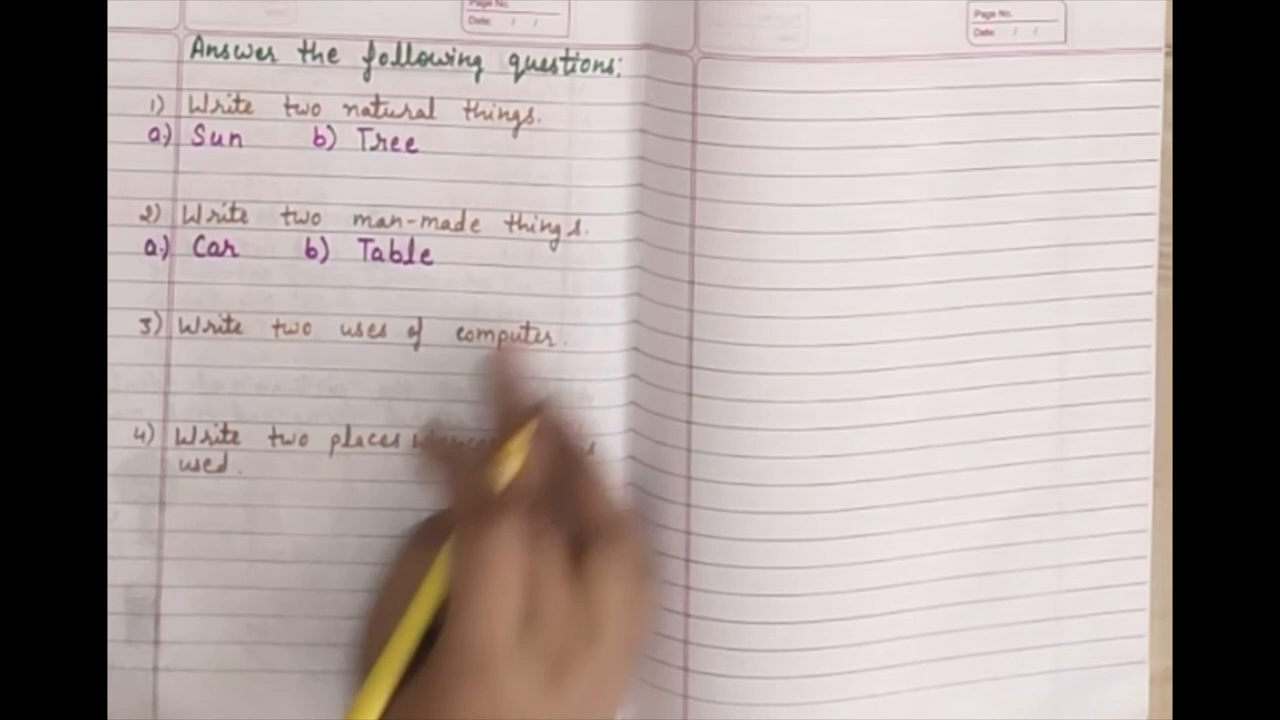 Page No.
Date: / /
Page No.
Date: / /
Answer the following questions:
1) Write two natural things.
a.) Sun b) Tree
2) Write two man-made things.
a.) Car b) Table
3) Write two uses of computer.
4) Write two places
used.